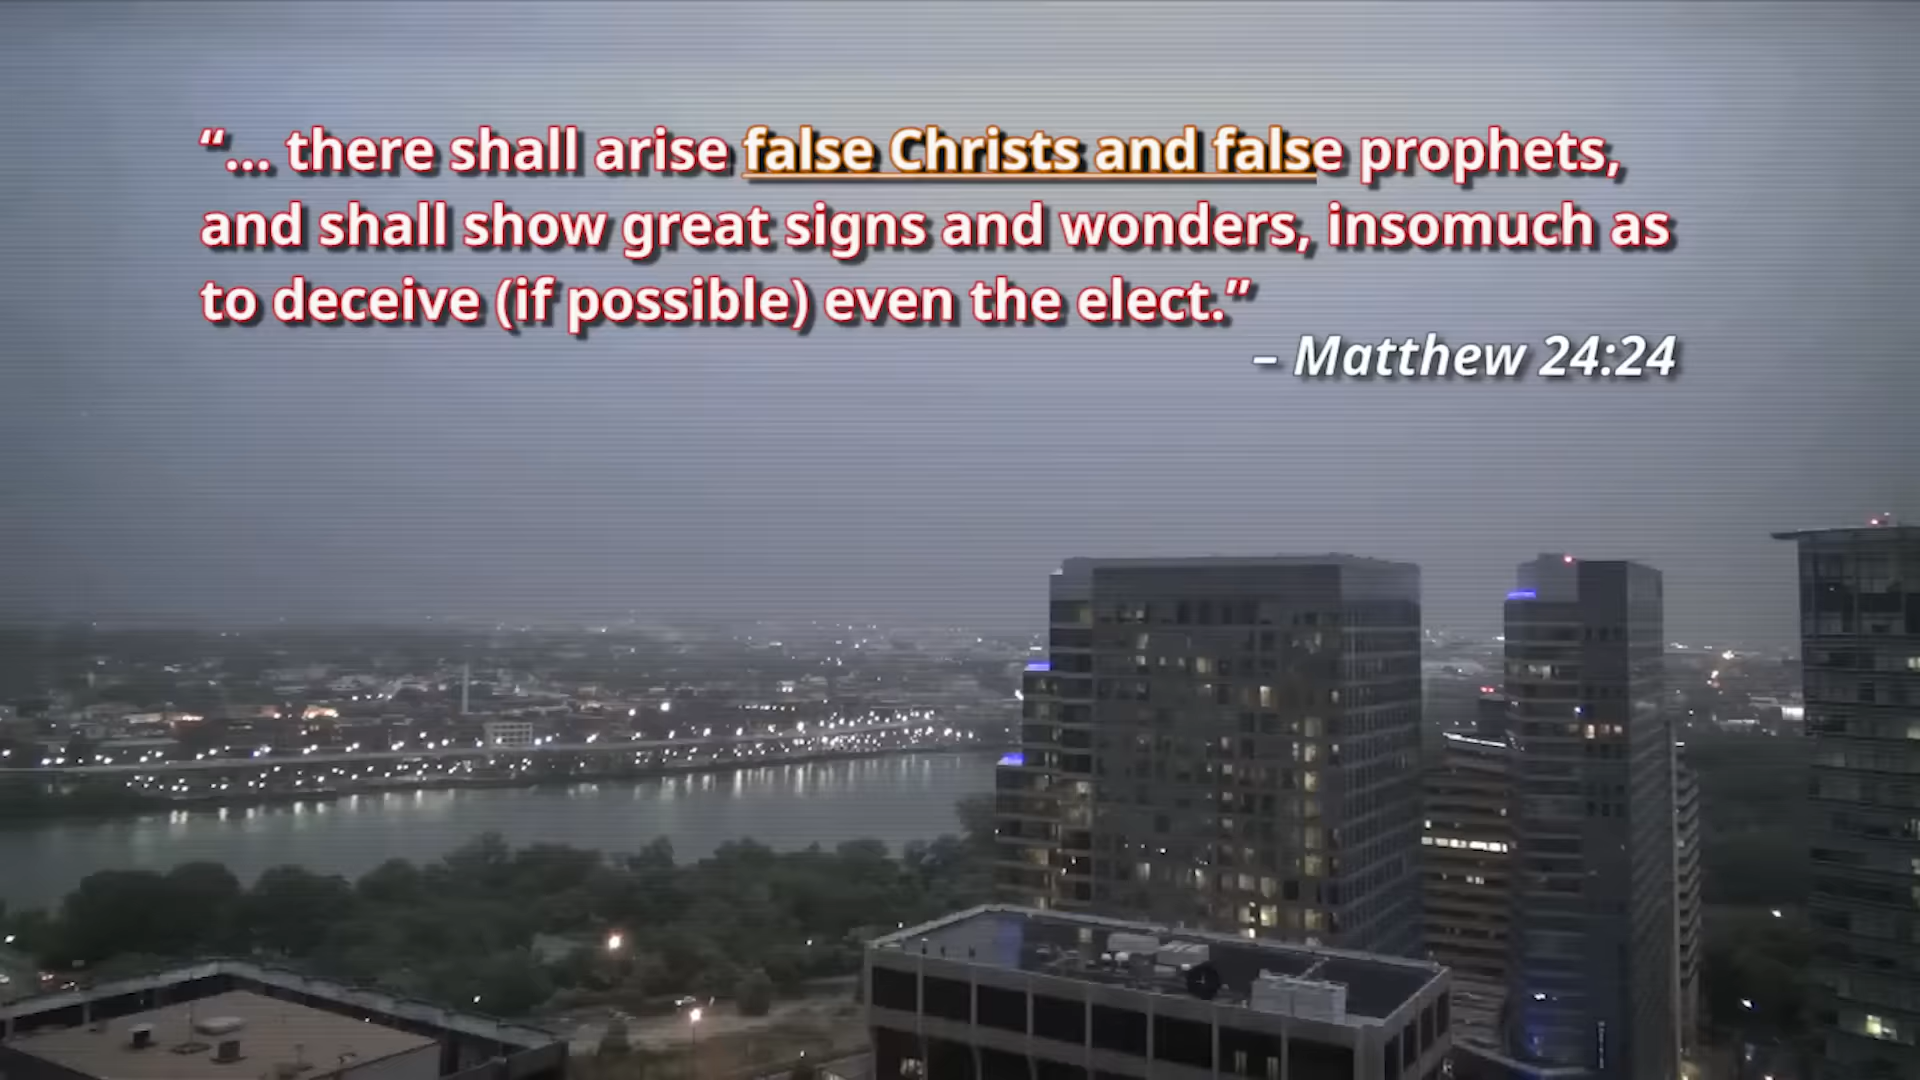 “... there shall arise false Christs and false prophets,
and shall show great signs and wonders, insomuch as
to deceive (if possible) even the elect.”
– Matthew 24:24